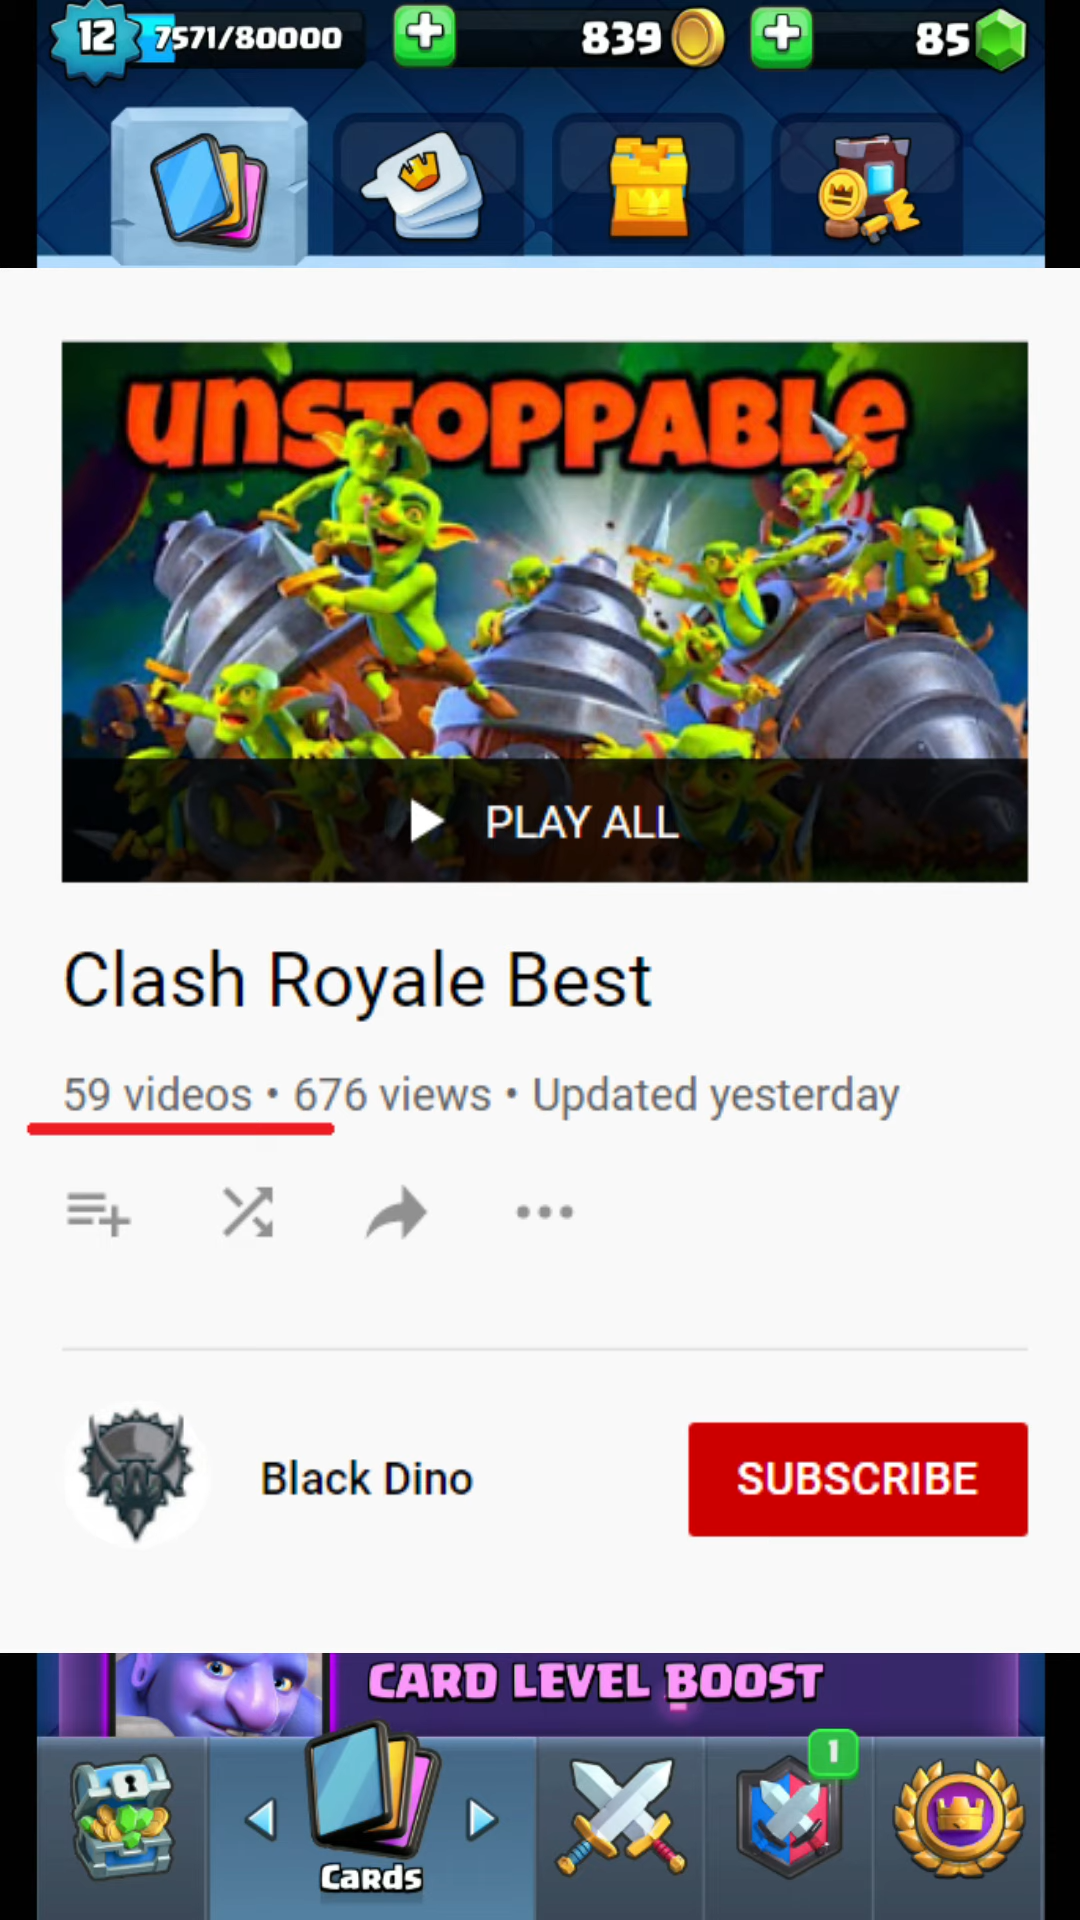 12 7571/80000 839 85
UNSTOPPABLE
PLAY ALL
Clash Royale Best
59 videos • 676 views • Updated yesterday
Black Dino
SUBSCRIBE
CARD LEVEL BOOST
1
Cards